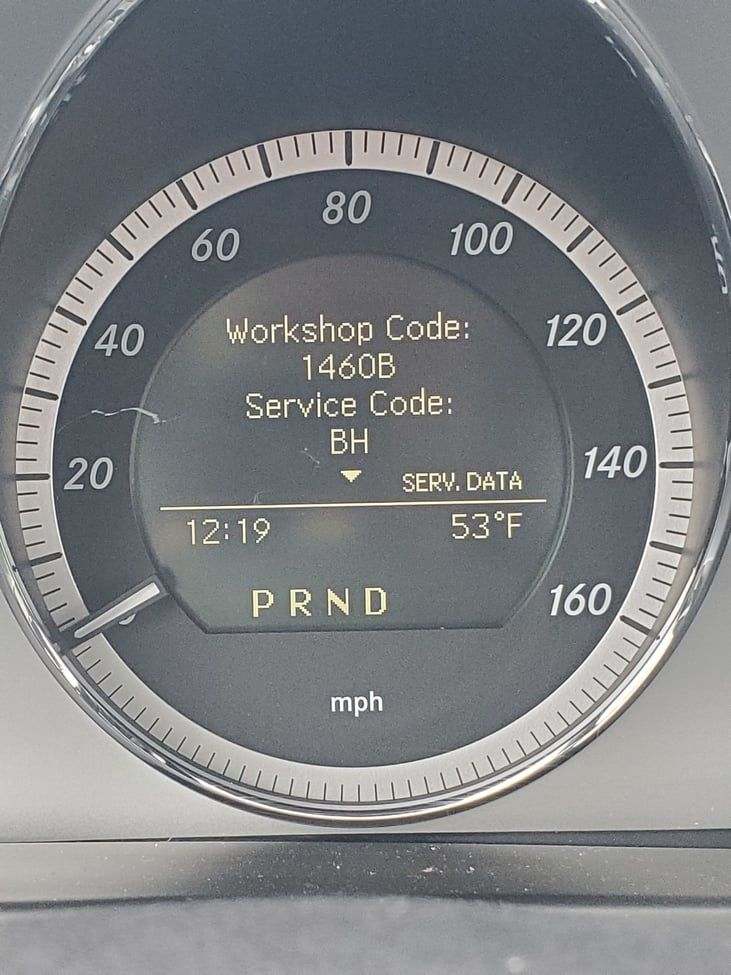 80
60 100
40 120
Workshop Code:
1460B
Service Code:
BH
20 140
SERV. DATA
12:19 53°F
160
PRND
mph